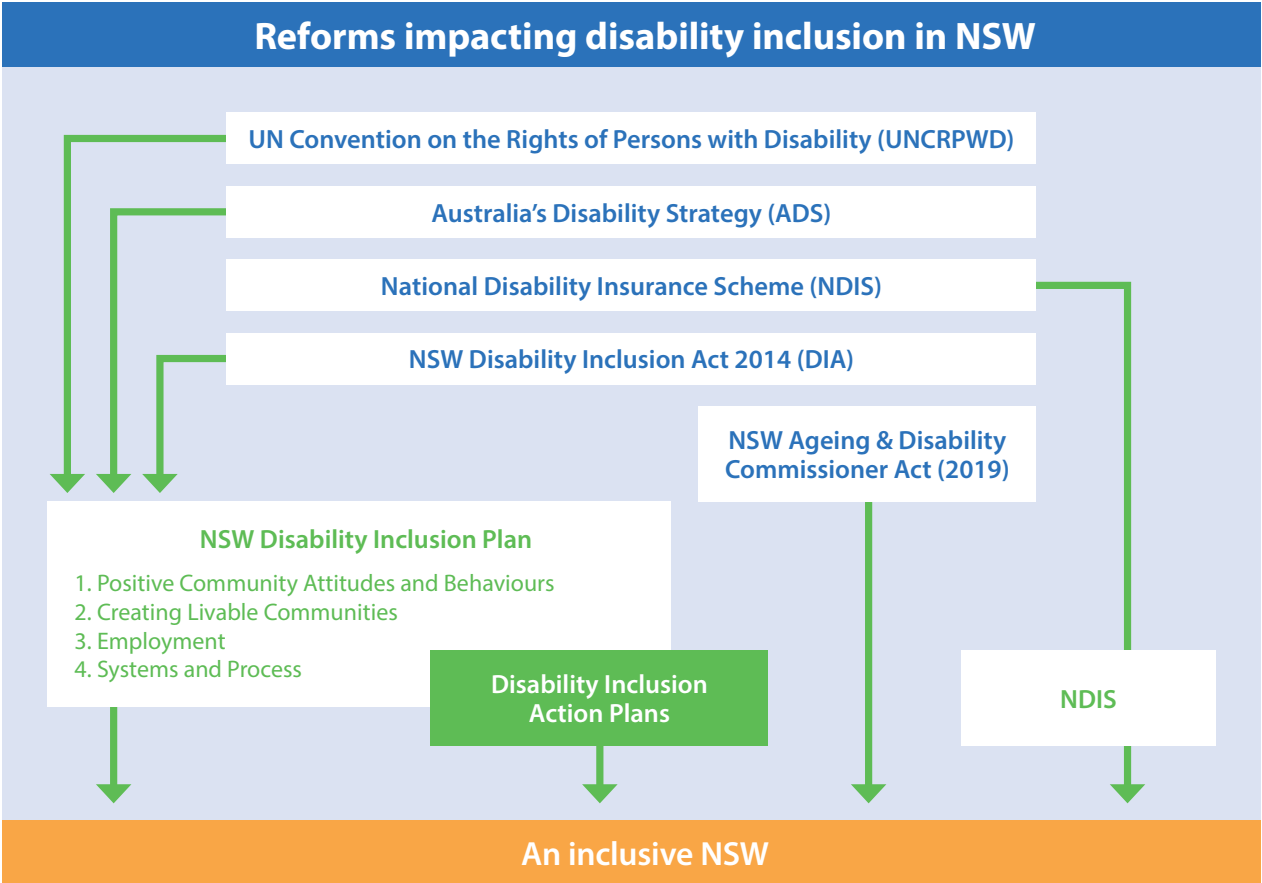 Reforms impacting disability inclusion in NSW
UN Convention on the Rights of Persons with Disability (UNCRPWD)
Australia’s Disability Strategy (ADS)
National Disability Insurance Scheme (NDIS)
NSW Disability Inclusion Act 2014 (DIA)
NSW Ageing & Disability
Commissioner Act (2019)
NSW Disability Inclusion Plan
1. Positive Community Attitudes and Behaviours
2. Creating Livable Communities
3. Employment
4. Systems and Process
Disability Inclusion
Action Plans
NDIS
An inclusive NSW